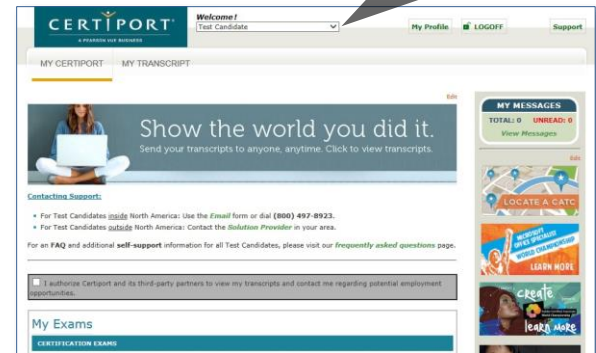 CERTIPORT
A PEARSON VUE BUSINESS
Welcome!
Test Candidate
My Profile
LOGOFF
Support
MY CERTIPORT
MY TRANSCRIPT
Edit
Show the world you did it.
Send your transcripts to anyone, anytime. Click to view transcripts.
MY MESSAGES
TOTAL: 0 UNREAD: 0
View Messages
Edit
LOCATE A CATC
MICROSOFT
OFFICE SPECIALIST
WORLD CHAMPIONSHIP
LEARN MORE
create
learn more
Contacting Support:
For Test Candidates inside North America: Use the Email form or dial (800) 497-8923.
For Test Candidates outside North America: Contact the Solution Provider in your area.
For an FAQ and additional self-support information for all Test Candidates, please visit our frequently asked questions page.
I authorize Certiport and its third-party partners to view my transcripts and contact me regarding potential employment
opportunities.
My Exams
CERTIFICATION EXAMS